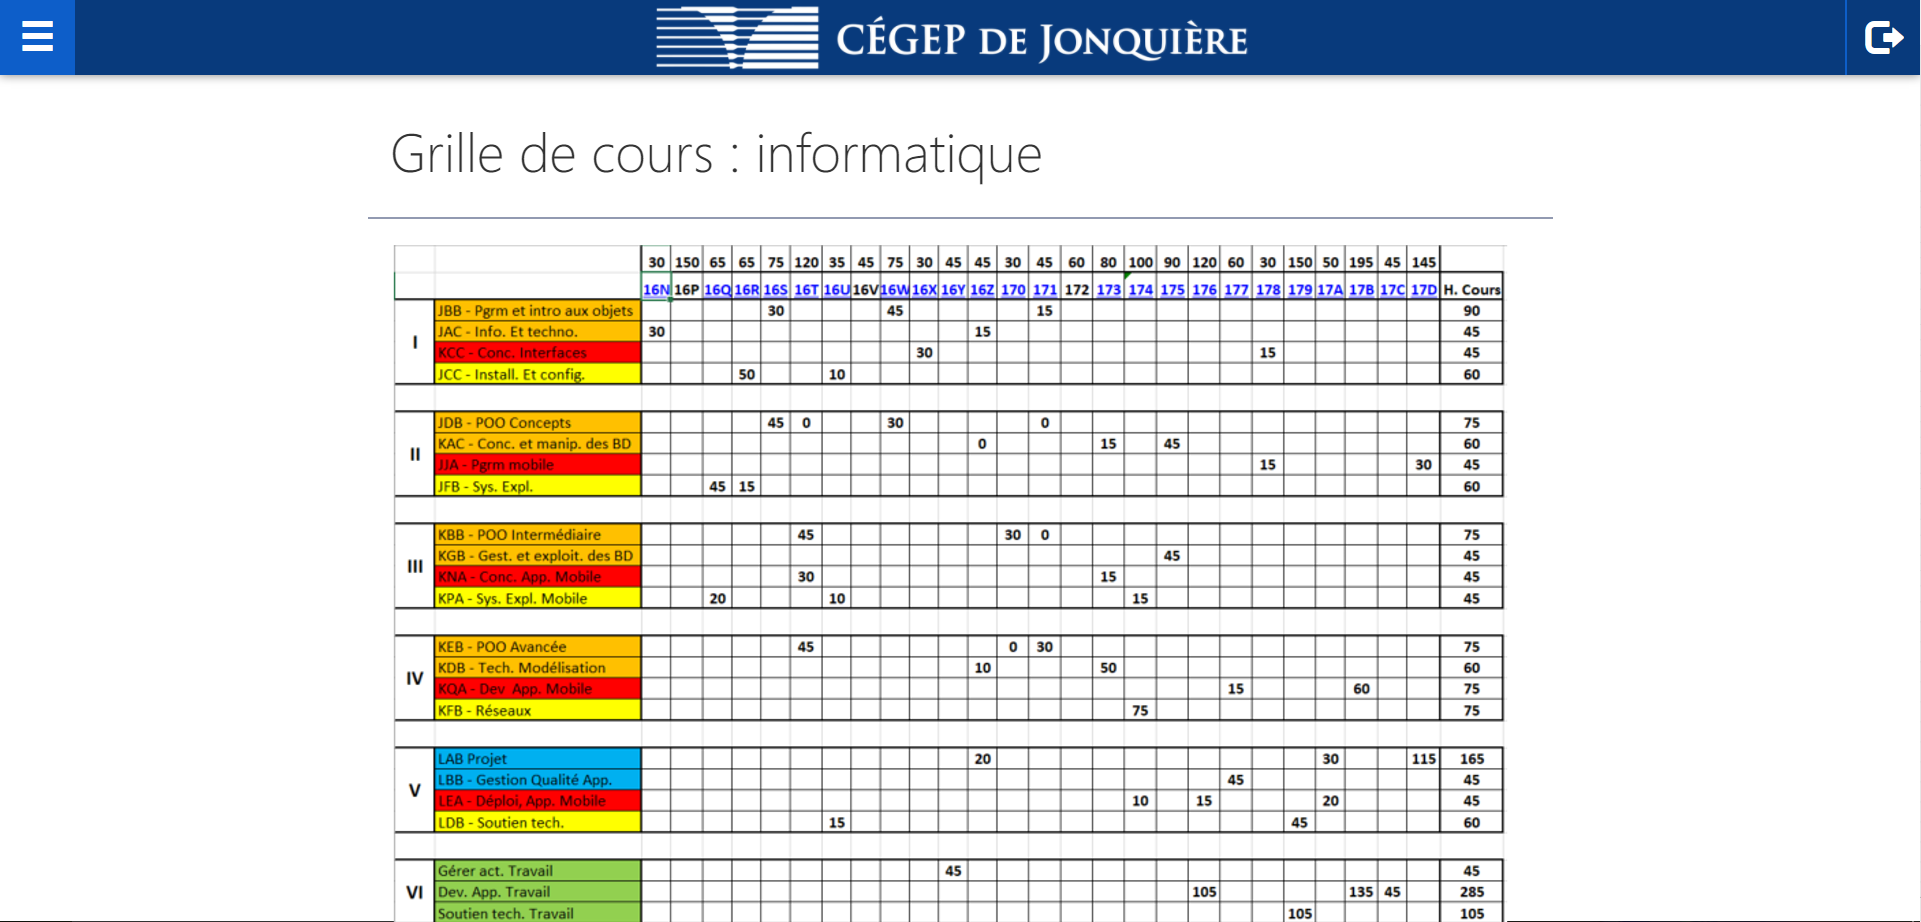 CÉGEP DE JONQUIÈRE
Grille de cours : informatique
30 150 65 65 75 120 35 45 75 30 45 45 30 45 60 80 100 90 120 60 30 150 50 195 45 145
16N 16P 16Q 16R 16S 16T 16U 16V 16W 16X 16Y 16Z 170 171 172 173 174 175 176 177 178 179 17A 17B 17C 17D H. Cours
I
JBB - Pgrm et intro aux objets 30 45 15 90
JAC - Info. Et techno. 30 15 45
KCC - Conc. Interfaces 30 15 45
JCC - Install. Et config. 50 10 60
II
JDB - POO Concepts 45 0 30 0 75
KAC - Conc. et manip. des BD 0 15 45 60
JJA - Pgrm mobile 15 30 45
JFB - Sys. Expl. 45 15 60
III
KBB - POO Intermédiaire 45 30 0 75
KGB - Gest. et exploit. des BD 45 45
KNA - Conc. App. Mobile 30 15 45
KPA - Sys. Expl. Mobile 20 10 15 45
IV
KEB - POO Avancée 45 0 30 75
KDB - Tech. Modélisation 10 50 60
KQA - Dev App. Mobile 15 60 75
KFB - Réseaux 75 75
V
LAB Projet 20 30 115 165
LBB - Gestion Qualité App. 45 45
LEA - Déploi, App. Mobile 10 15 20 45
LDB - Soutien tech. 15 45 60
VI
Gérer act. Travail 45 45
Dev. App. Travail 105 135 45 285
Soutien tech. Travail 105 105